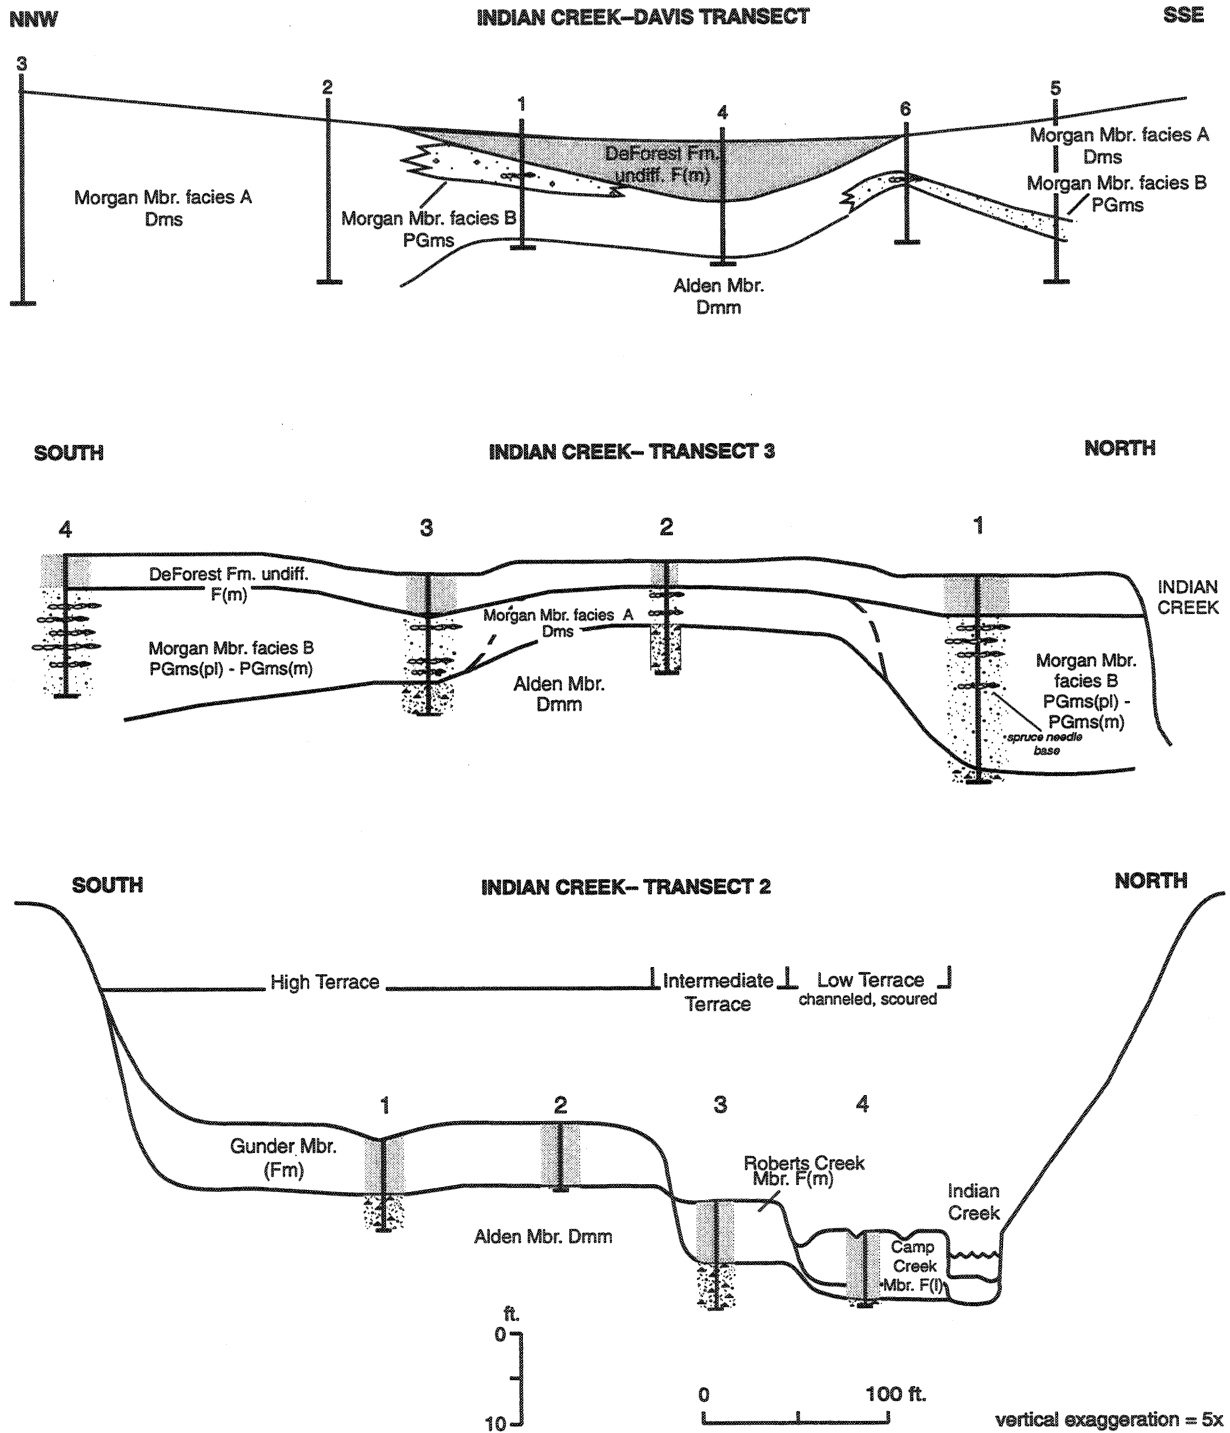 NNW
INDIAN CREEK–DAVIS TRANSECT
SSE
3
2
1
4
6
5
DeForest Fm.
undiff. F(m)
Morgan Mbr. facies A
Dms
Morgan Mbr. facies B
PGms
Morgan Mbr. facies A
Dms
Morgan Mbr. facies B
PGms
Alden Mbr.
Dmm
SOUTH
INDIAN CREEK– TRANSECT 3
NORTH
4
3
2
1
DeForest Fm. undiff.
F(m)
INDIAN
CREEK
Morgan Mbr. facies A
Dms
Morgan Mbr. facies B
PGms(pl) - PGms(m)
Alden Mbr.
Dmm
Morgan Mbr.
facies B
PGms(pl) -
PGms(m)
spruce needle
base
SOUTH
INDIAN CREEK– TRANSECT 2
NORTH
High Terrace
Intermediate
Terrace
Low Terrace
channeled, scoured
1
2
3
4
Gunder Mbr.
(Fm)
Roberts Creek
Mbr. F(m)
Indian
Creek
Alden Mbr. Dmm
Camp
Creek
Mbr. F(l)
ft.
0
10
0
100 ft.
vertical exaggeration = 5x